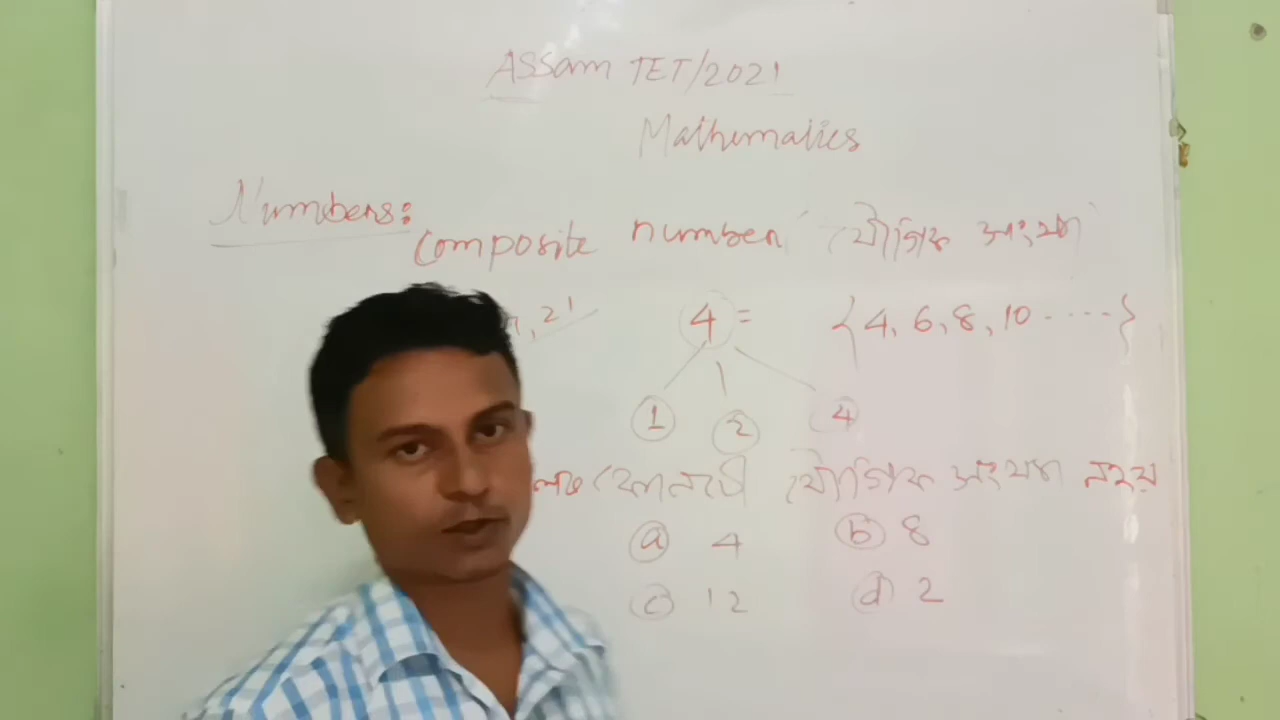 Assam TET/2021
Mathematics
Numbers:
Composite number যৌগিক সংখ্যা
, 21 4 = {4, 6, 8, 10 ..... }
1 2 4
কোনটো যৌগিক সংখ্যা নহয়
(a) 4 (b) 8
(c) 12 (d) 2